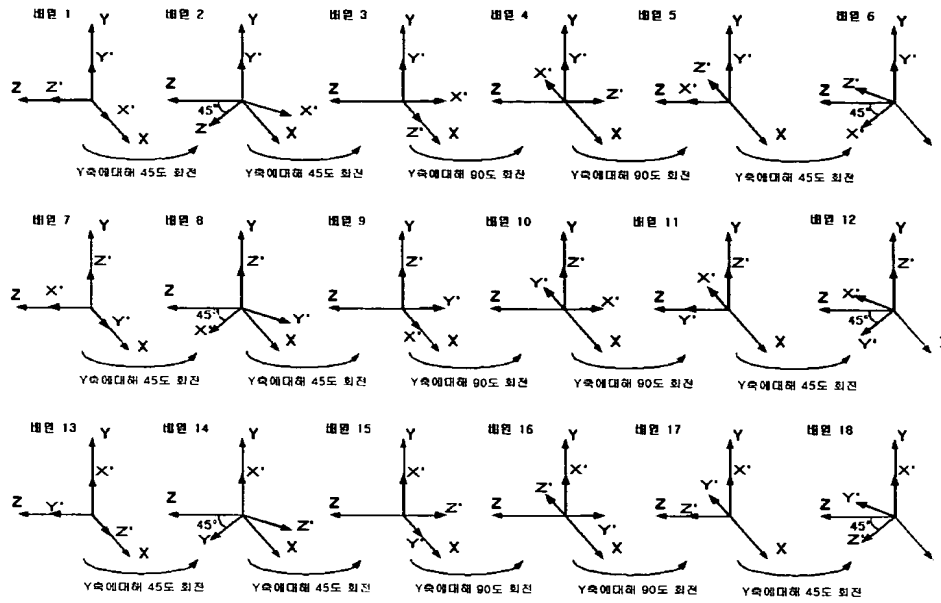 배열 1 배열 2 배열 3 배열 4 배열 5 배열 6
Y Y Y Y Y Y
Y' Y' Y' Y' Y' Y'
Z Z' X' X
Z 45° Z' X' X
Z X' Z' X
Z X' Z' X
Z X' Z' X
Z Z' 45° X' X
Y축에대해 45도 회전 Y축에대해 45도 회전 Y축에대해 90도 회전 Y축에대해 90도 회전 Y축에대해 45도 회전
배열 7 배열 8 배열 9 배열 10 배열 11 배열 12
Y Y Y Y Y Y
Z' Z' Z' Z' Z' Z'
Z X' Y' X
Z 45° X' Y' X
Z Y' X' X
Z Y' X' X
Z X' Y' X
Z X' 45° Y'
Y축에대해 45도 회전 Y축에대해 45도 회전 Y축에대해 90도 회전 Y축에대해 90도 회전 Y축에대해 45도 회전
배열 13 배열 14 배열 15 배열 16 배열 17 배열 18
Y Y Y Y Y Y
X' X' X' X' X' X'
Z Y' Z' X
Z 45° Y' Z' X
Z Z' Y' X
Z Z' Y' X
Z Z' Y' X
Z Y' 45° Z' X
Y축에대해 45도 회전 Y축에대해 45도 회전 Y축에대해 90도 회전 Y축에대해 90도 회전 Y축에대해 45도 회전